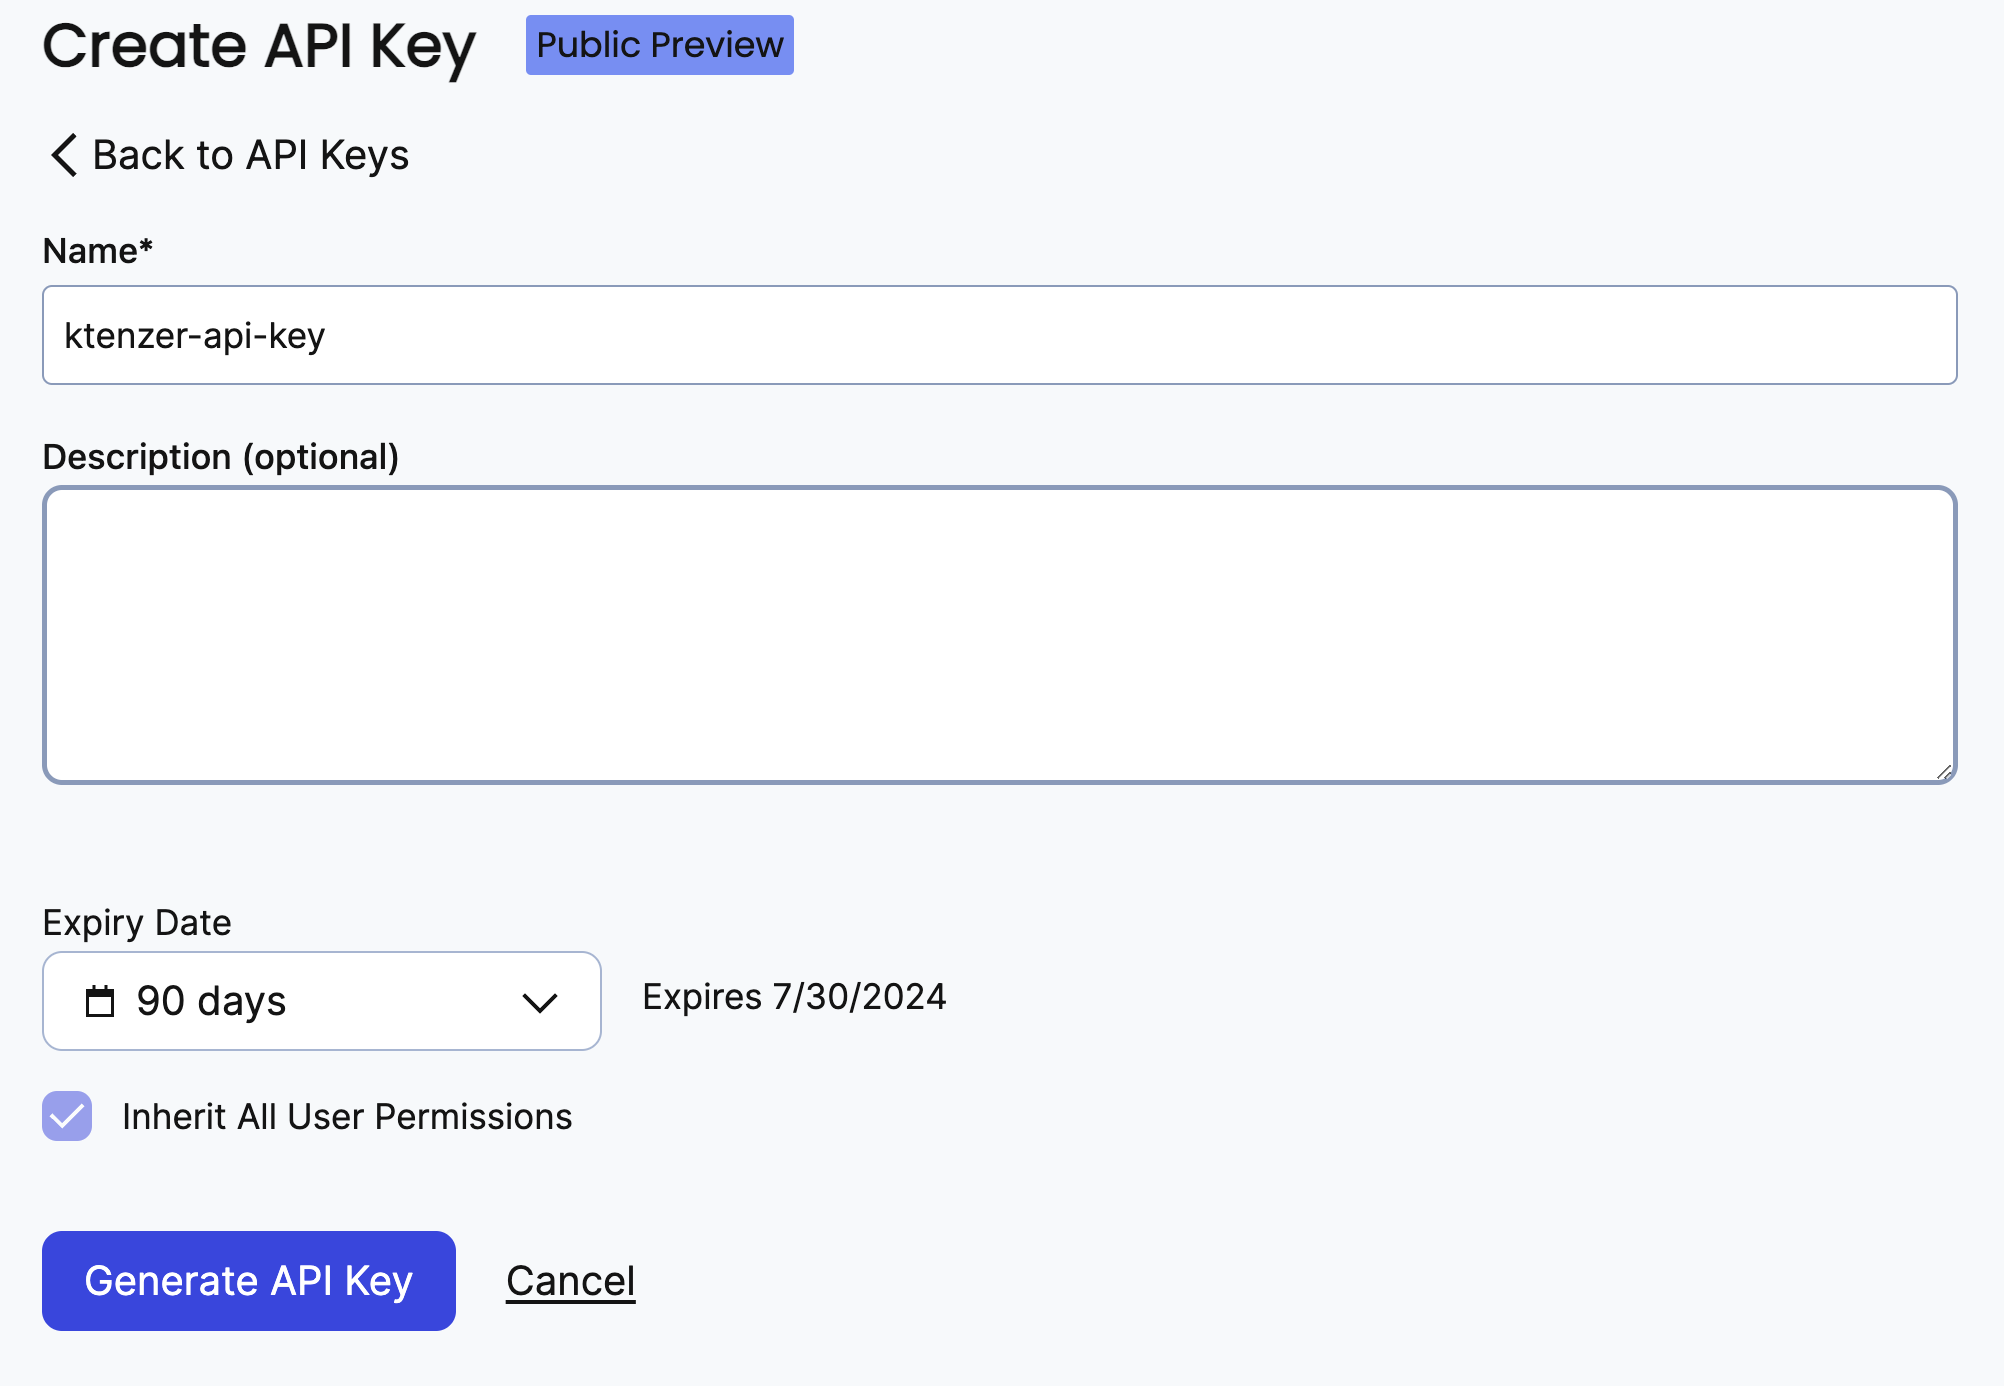 Create API Key Public Preview
Back to API Keys
Name*
ktenzer-api-key
Description (optional)
Expiry Date
90 days Expires 7/30/2024
Inherit All User Permissions
Generate API Key Cancel